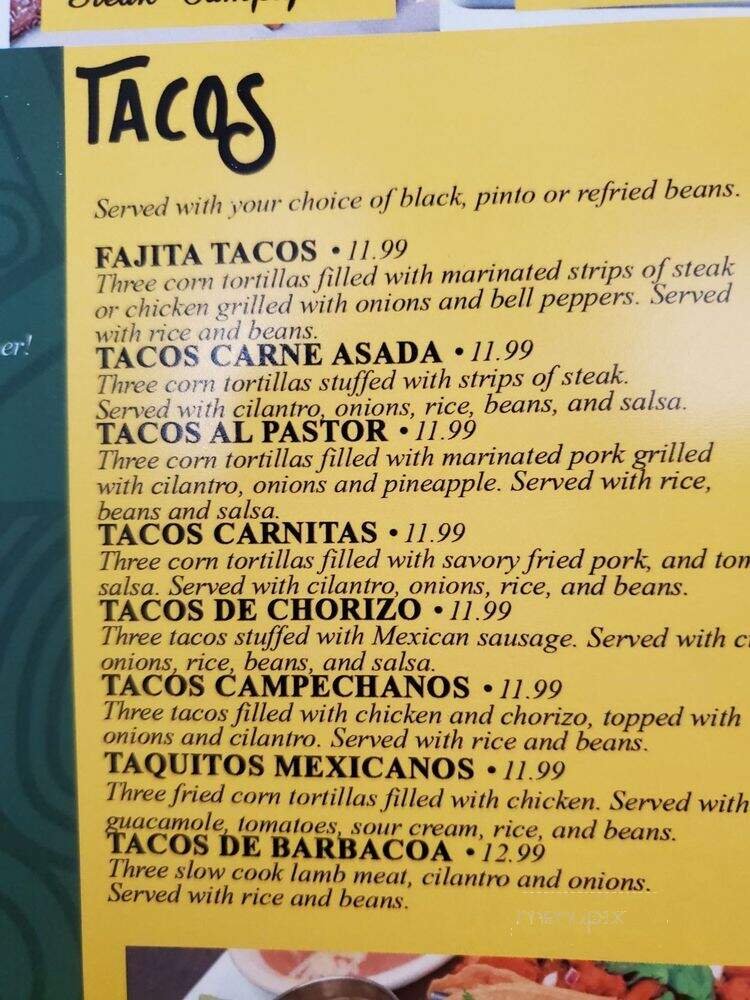 er!
TACOS
Served with your choice of black, pinto or refried beans.
FAJITA TACOS • 11.99
Three corn tortillas filled with marinated strips of steak
or chicken grilled with onions and bell peppers. Served
with rice and beans.
TACOS CARNE ASADA • 11.99
Three corn tortillas stuffed with strips of steak.
Served with cilantro, onions, rice, beans, and salsa.
TACOS AL PASTOR • 11.99
Three corn tortillas filled with marinated pork grilled
with cilantro, onions and pineapple. Served with rice,
beans and salsa.
TACOS CARNITAS • 11.99
Three corn tortillas filled with savory fried pork, and tom
salsa. Served with cilantro, onions, rice, and beans.
TACOS DE CHORIZO • 11.99
Three tacos stuffed with Mexican sausage. Served with ci
onions, rice, beans, and salsa.
TACOS CAMPECHANOS • 11.99
Three tacos filled with chicken and chorizo, topped with
onions and cilantro. Served with rice and beans.
TAQUITOS MEXICANOS • 11.99
Three fried corn tortillas filled with chicken. Served with
guacamole, tomatoes, sour cream, rice, and beans.
TACOS DE BARBACOA • 12.99
Three slow cook lamb meat, cilantro and onions.
Served with rice and beans.
menupix